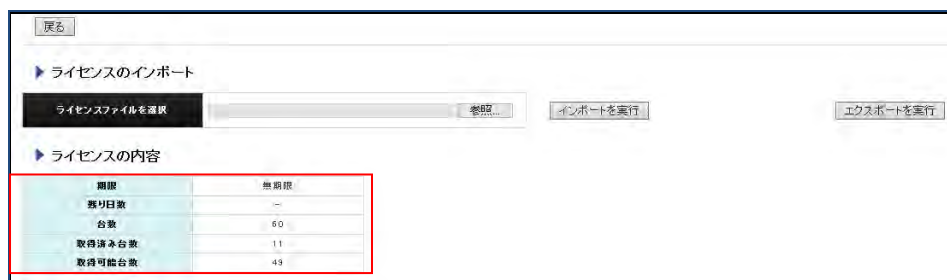 戻る
ライセンスのインポート
ライセンスファイルを選択 参照... インポートを実行 エクスポートを実行
ライセンスの内容
期限 無期限
残り日数 -
台数 60
取得済み台数 11
取得可能台数 49